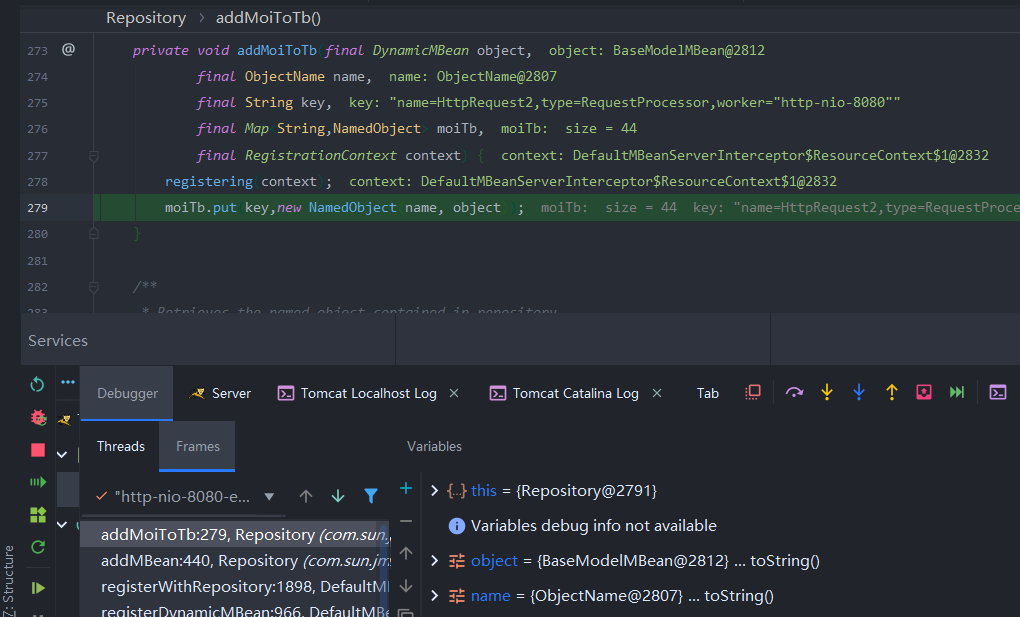 Repository > addMoiToTb()
273 @ private void addMoiToTb final DynamicMBean object, object: BaseModelMBean@2812
274 final ObjectName name, name: ObjectName@2807
275 final String key, key: "name=HttpRequest2,type=RequestProcessor,worker="http-nio-8080""
276 final Map String,NamedObject moiTb, moiTb: size = 44
277 final RegistrationContext context) { context: DefaultMBeanServerInterceptor$ResourceContext$1@2832
278 registering(context); context: DefaultMBeanServerInterceptor$ResourceContext$1@2832
279 moiTb.put(key,new NamedObject name, object ); moiTb: size = 44 key: "name=HttpRequest2,type=RequestProce
280 }
281
282 /**
283 * Retrieves the named object contained in repository
Services
Debugger Server Tomcat Localhost Log × Tomcat Catalina Log × Tab
Threads Frames Variables
"http-nio-8080-e...
addMoiToTb:279, Repository (com.sun.
addMBean:440, Repository (com.sun.jm
registerWithRepository:1898, DefaultM
registerDynamicMBean:966, DefaultMBe
this = {Repository@2791}
Variables debug info not available
object = {BaseModelMBean@2812} ... toString()
name = {ObjectName@2807} ... toString()
Z: Structure